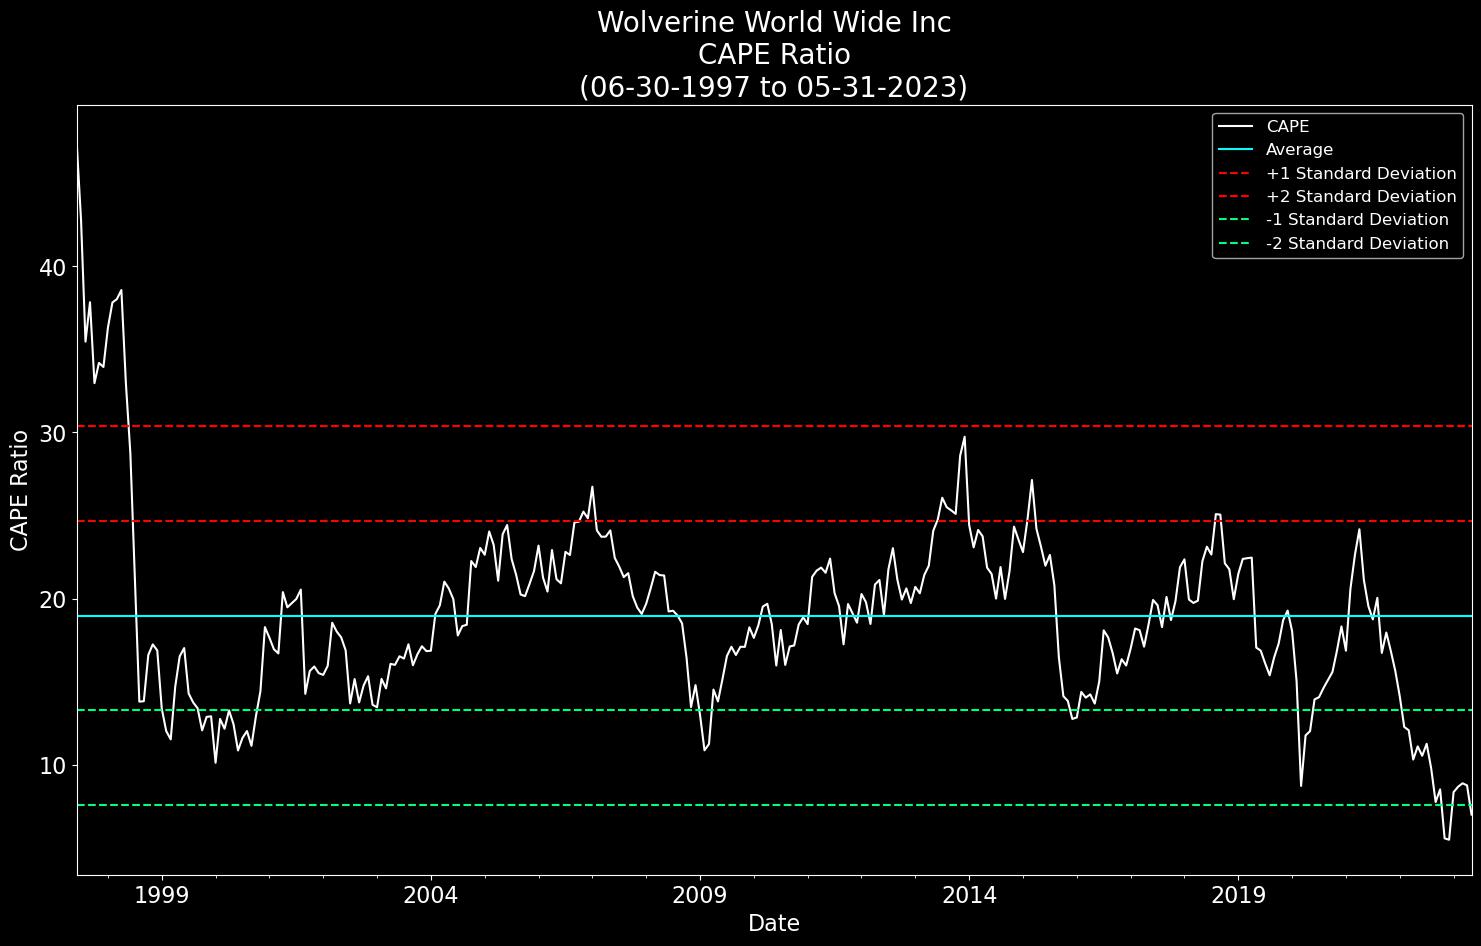 Wolverine World Wide Inc
CAPE Ratio
(06-30-1997 to 05-31-2023)
CAPE
Average
+1 Standard Deviation
+2 Standard Deviation
-1 Standard Deviation
-2 Standard Deviation
CAPE Ratio
40
30
20
10
1999
2004
2009
2014
2019
Date